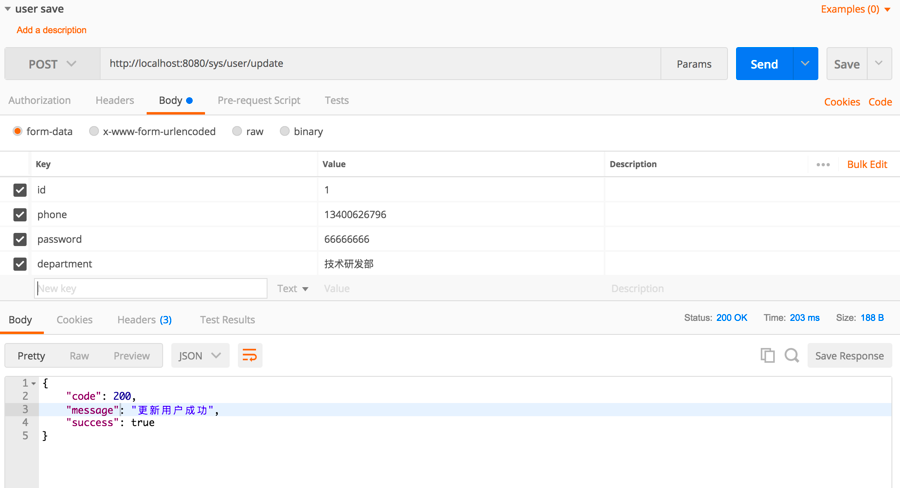 user save Examples (0)
Add a description
POST http://localhost:8080/sys/user/update Params Send Save
Authorization Headers Body Pre-request Script Tests Cookies Code
form-data x-www-form-urlencoded raw binary
Key Value Description ••• Bulk Edit
id 1
phone 13400626796
password 66666666
department 技术研发部
New key Text Value Description
Body Cookies Headers (3) Test Results Status: 200 OK Time: 203 ms Size: 188 B
Pretty Raw Preview JSON Save Response
1 {
2 "code": 200,
3 "message": "更新用户成功",
4 "success": true
5 }